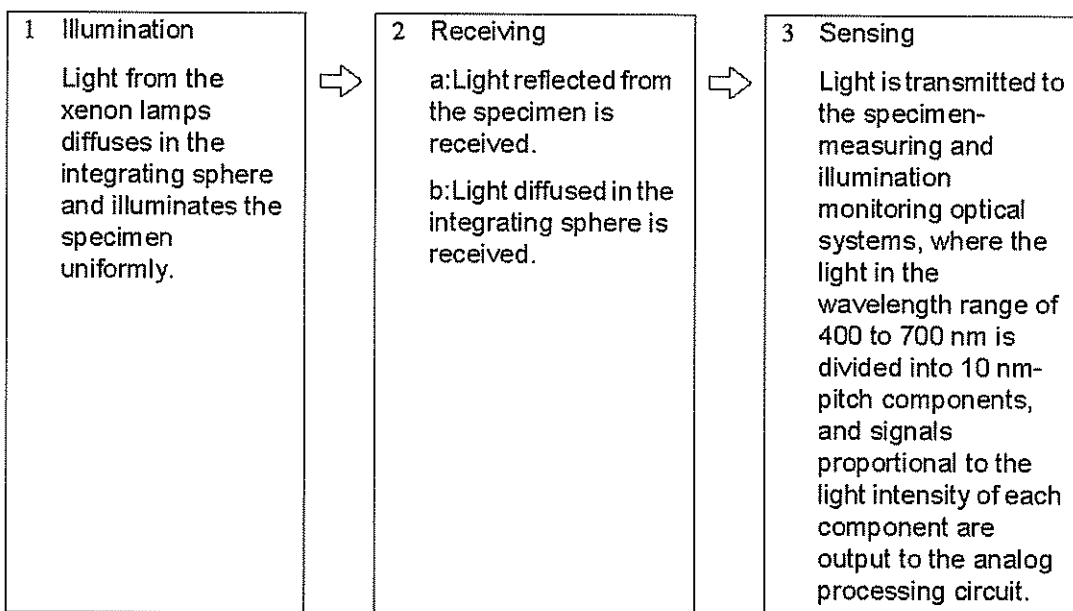 1 Illumination
Light from the
xenon lamps
diffuses in the
integrating sphere
and illuminates the
specimen
uniformly.
2 Receiving
a:Light reflected from
the specimen is
received.
b:Light diffused in the
integrating sphere is
received.
3 Sensing
Light is transmitted to
the specimen-
measuring and
illumination
monitoring optical
systems, where the
light in the
wavelength range of
400 to 700 nm is
divided into 10 nm-
pitch components,
and signals
proportional to the
light intensity of each
component are
output to the analog
processing circuit.